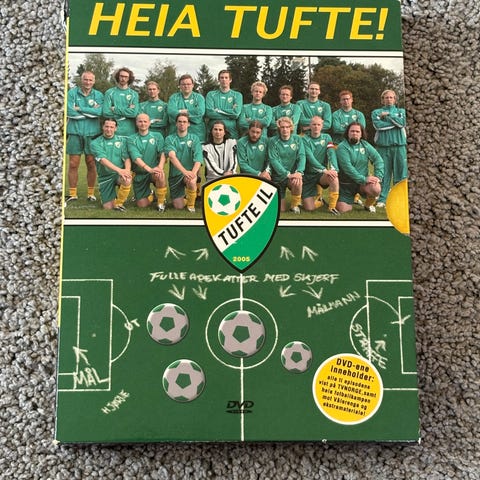 HEIA TUFTE!
TUFTE IL
2005
FULLE APEKATTER MED SKJERF
MÅLMANN
UT
MÅL
DVD-ene
inneholder:
alle 11 episodene
vist på TVNORGE, samt
hele fotballkampen
mot Vålerenga og
ekstramateriale!
DVD